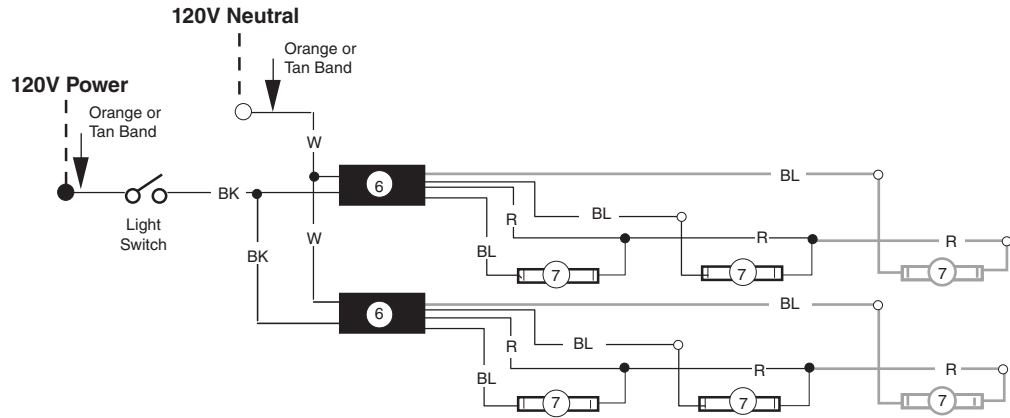 120V Neutral
Orange or
Tan Band
120V Power
Orange or
Tan Band
W
BK
Light
Switch
6
BL
BL
R
R
R
BL
7
7
7
W
BK
6
BL
BL
R
R
R
BL
7
7
7